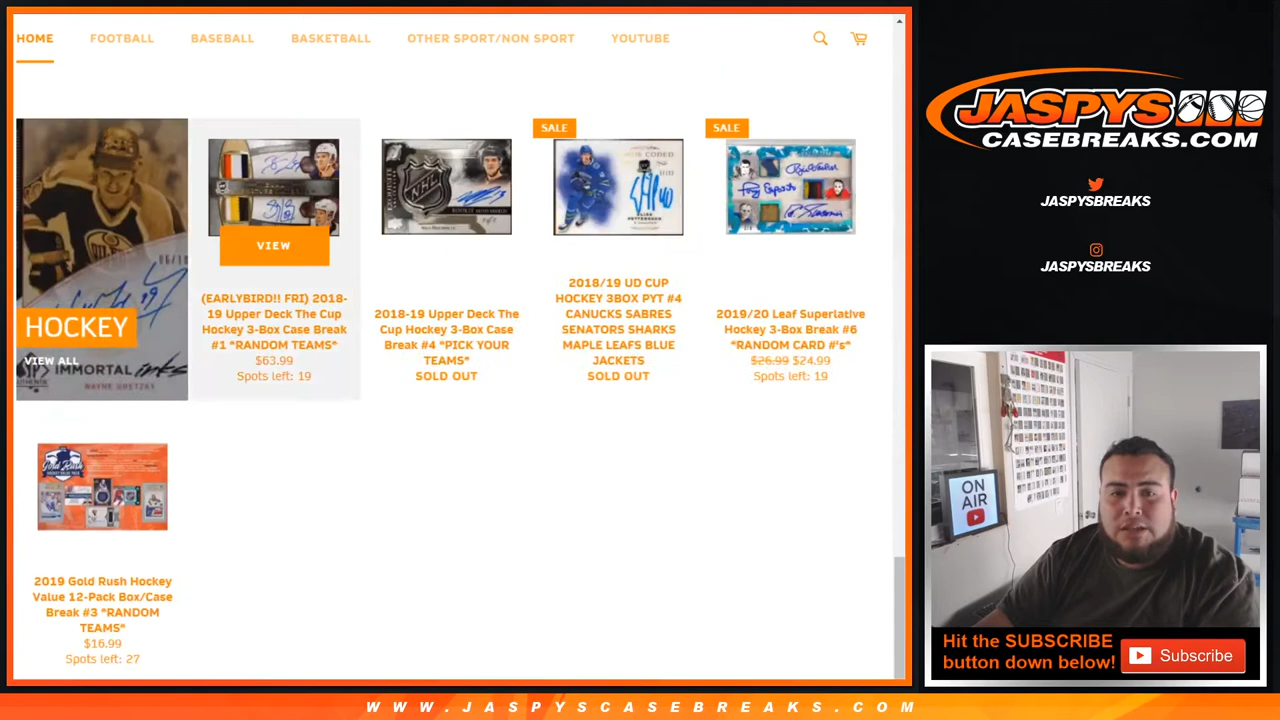 HOME FOOTBALL BASEBALL BASKETBALL OTHER SPORT/NON SPORT YOUTUBE
HOCKEY
VIEW ALL
IMMORTAL inks
WAYNE GRETZKY
VIEW
(EARLYBIRD!! FRI) 2018-
19 Upper Deck The Cup
Hockey 3-Box Case Break
#1 *RANDOM TEAMS*
$63.99
Spots left: 19
2018-19 Upper Deck The
Cup Hockey 3-Box Case
Break #4 *PICK YOUR
TEAMS*
SOLD OUT
SALE
2018/19 UD CUP
HOCKEY 3BOX PYT #4
CANUCKS SABRES
SENATORS SHARKS
MAPLE LEAFS BLUE
JACKETS
SOLD OUT
SALE
2019/20 Leaf Superlative
Hockey 3-Box Break #6
*RANDOM CARD #'s*
$26.99 $24.99
Spots left: 19
Gold Rush
2019 Gold Rush Hockey
Value 12-Pack Box/Case
Break #3 *RANDOM
TEAMS*
$16.99
Spots left: 27
JASPYS
CASEBREAKS.COM
JASPYSBREAKS
JASPYSBREAKS
ON
AIR
Hit the SUBSCRIBE
button down below!
Subscribe
WWW.JASPYSCASEBREAKS.COM